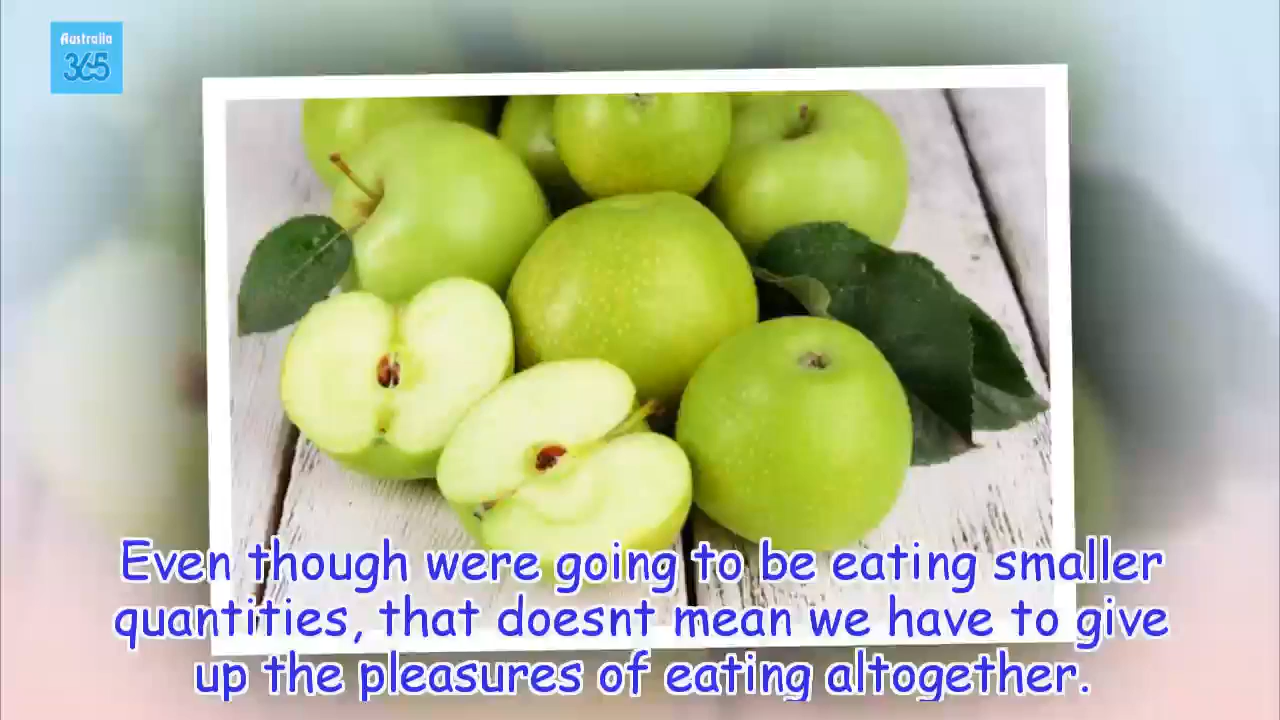 Australia
365
Even though were going to be eating smaller
quantities, that doesnt mean we have to give
up the pleasures of eating altogether.